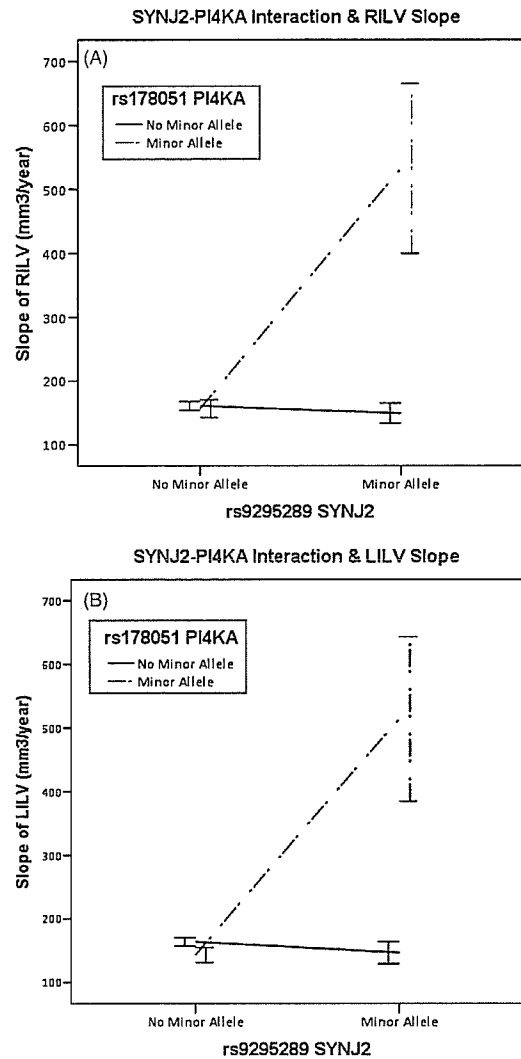 SYNJ2-PI4KA Interaction & RILV Slope
(A)
rs178051 PI4KA
No Minor Allele
Minor Allele
Slope of RILV (mm3/year)
700
600
500
400
300
200
100
No Minor Allele
Minor Allele
rs9295289 SYNJ2
SYNJ2-PI4KA Interaction & LILV Slope
(B)
rs178051 PI4KA
No Minor Allele
Minor Allele
Slope of LILV (mm3/year)
700
600
500
400
300
200
100
No Minor Allele
Minor Allele
rs9295289 SYNJ2